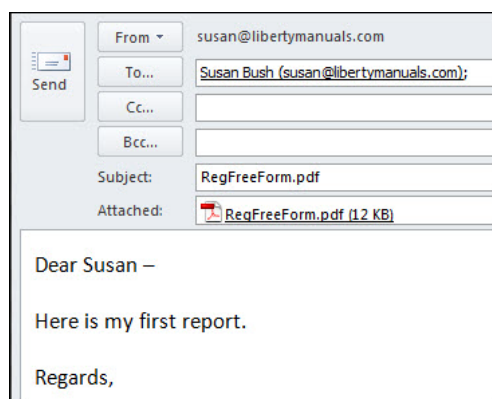 From
susan@libertymanuals.com
Send
To...
Susan Bush (susan@libertymanuals.com);
Cc...
Bcc...
Subject:
RegFreeForm.pdf
Attached:
RegFreeForm.pdf (12 KB)
Dear Susan –
Here is my first report.
Regards,